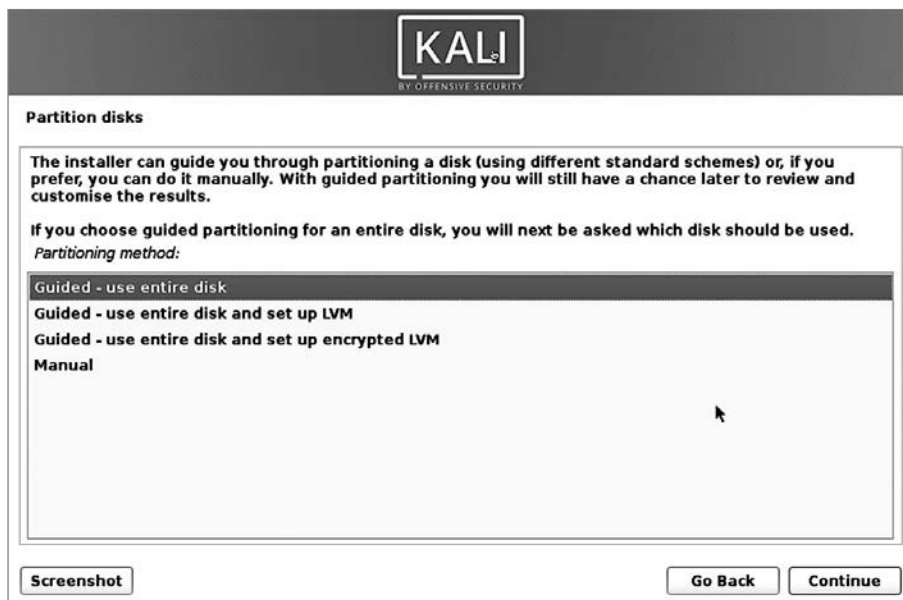 KALI
BY OFFENSIVE SECURITY
Partition disks
The installer can guide you through partitioning a disk (using different standard schemes) or, if you
prefer, you can do it manually. With guided partitioning you will still have a chance later to review and
customise the results.
If you choose guided partitioning for an entire disk, you will next be asked which disk should be used.
Partitioning method:
Guided - use entire disk
Guided - use entire disk and set up LVM
Guided - use entire disk and set up encrypted LVM
Manual
Screenshot
Go Back
Continue